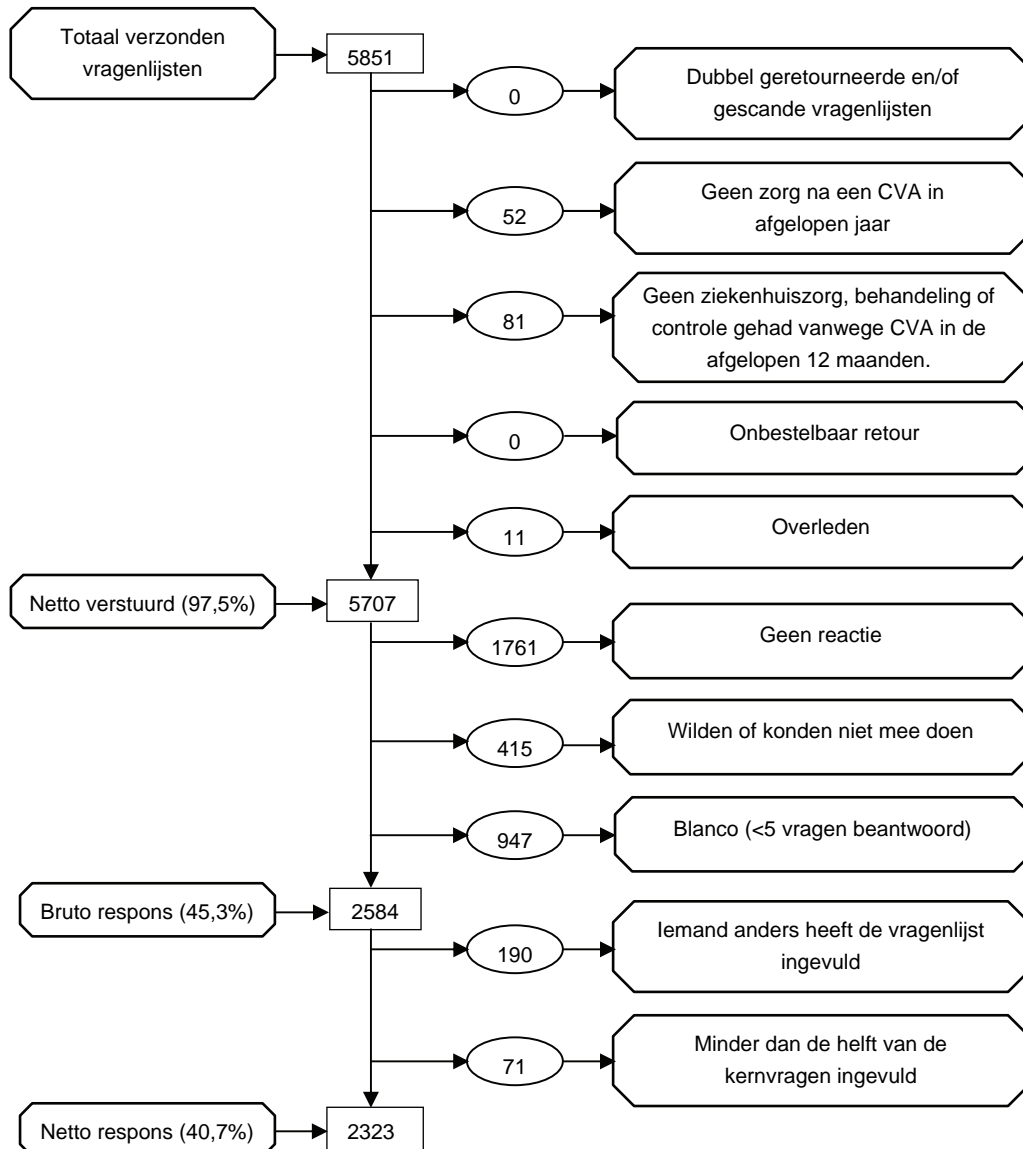 Totaal verzonden
vragenlijsten
5851
0
Dubbel geretourneerde en/of
gescande vragenlijsten
52
Geen zorg na een CVA in
afgelopen jaar
81
Geen ziekenhuiszorg, behandeling of
controle gehad vanwege CVA in de
afgelopen 12 maanden.
0
Onbestelbaar retour
11
Overleden
Netto verstuurd (97,5%)
5707
1761
Geen reactie
415
Wilden of konden niet mee doen
947
Blanco (<5 vragen beantwoord)
Bruto respons (45,3%)
2584
190
Iemand anders heeft de vragenlijst
ingevuld
71
Minder dan de helft van de
kernvragen ingevuld
Netto respons (40,7%)
2323